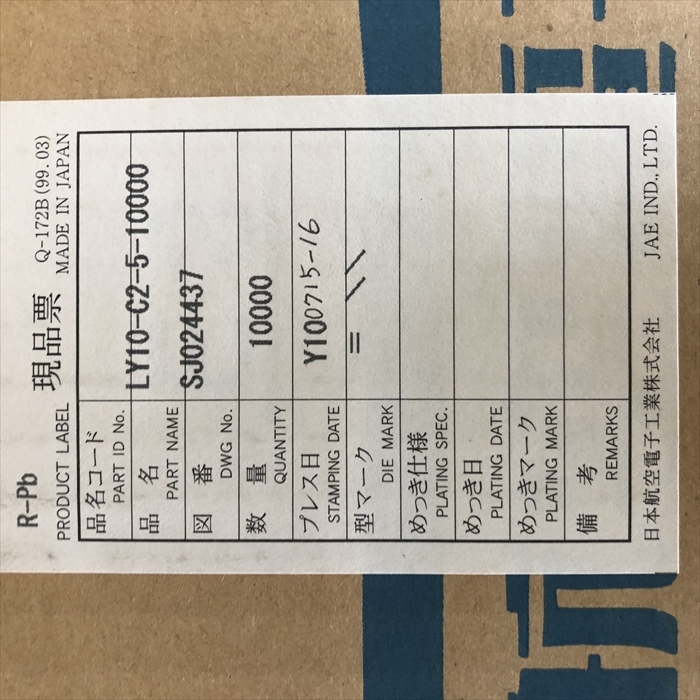 R-Pb
PRODUCT LABEL 現品票 Q-172B (99. 03)
MADE IN JAPAN
品名コード
PART ID No.
品 名 LY10-C2-5-10000
PART NAME
図 番 SJ024437
DWG No.
数 量 10000
QUANTITY
プレス日 Y100715-16
STAMPING DATE
型マーク =
DIE MARK
めっき仕様
PLATING SPEC.
めっき日
PLATING DATE
めっきマーク
PLATING MARK
備 考
REMARKS
日本航空電子工業株式会社 JAE IND., LTD.